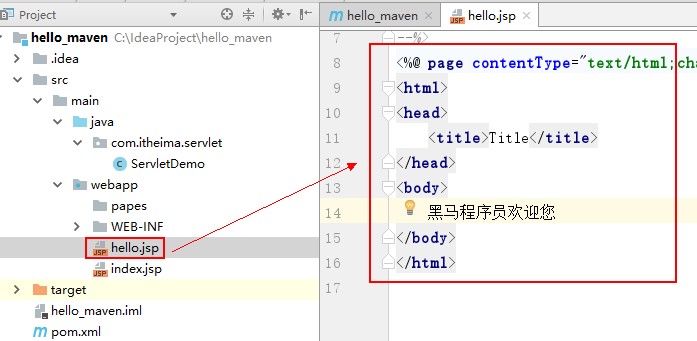 Project
hello_maven C:\IdeaProject\hello_maven
.idea
src
main
java
com.itheima.servlet
ServletDemo
webapp
papes
WEB-INF
hello.jsp
index.jsp
target
hello_maven.iml
pom.xml
hello_maven hello.jsp
7 --%>
8 <%@ page contentType="text/html;cha
9 <html>
10 <head>
11 <title>Title</title>
12 </head>
13 <body>
14 黑马程序员欢迎您
15 </body>
16 </html>
17